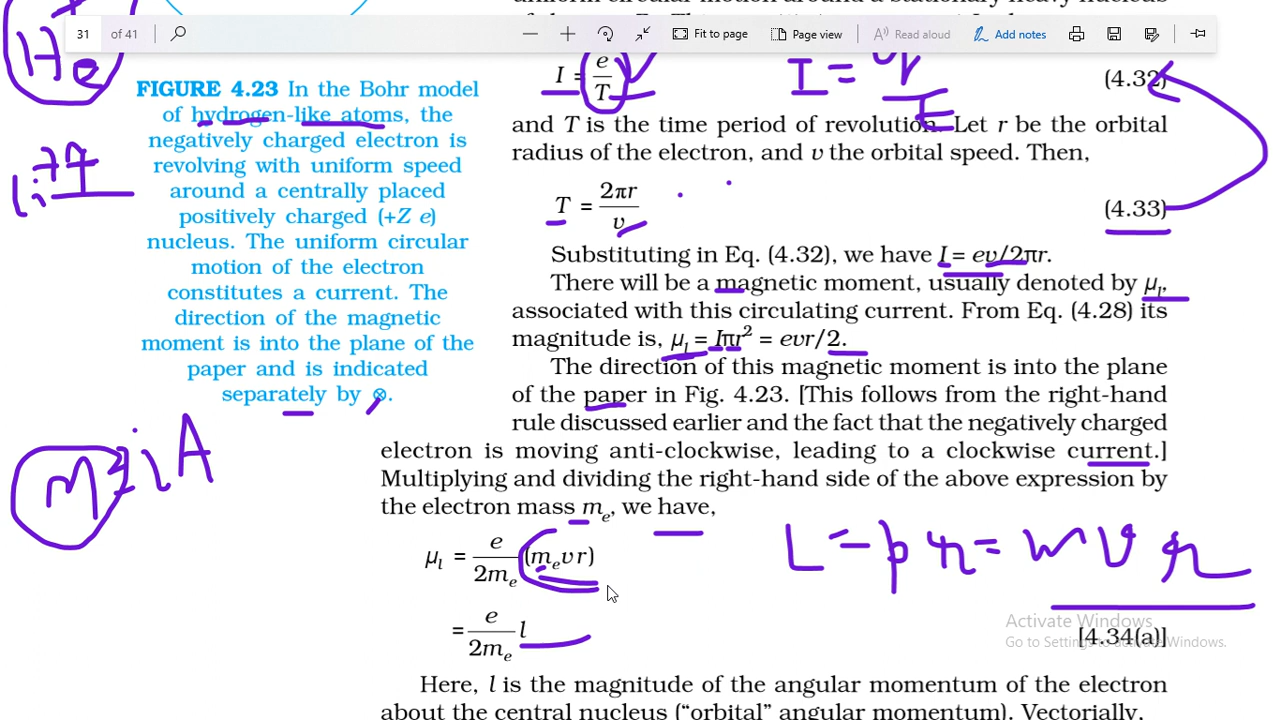 uniform circular motion around a stationary heavy nucleus
31 of 41 Fit to page Page view Read aloud Add notes
He
FIGURE 4.23 In the Bohr model
of hydrogen-like atoms, the
negatively charged electron is
revolving with uniform speed
around a centrally placed
positively charged (+Z e)
nucleus. The uniform circular
motion of the electron
constitutes a current. The
direction of the magnetic
moment is into the plane of the
paper and is indicated
separately by ⊗.
m = iA
I = e/T
I =
(4.32)
and T is the time period of revolution. Let r be the orbital
radius of the electron, and v the orbital speed. Then,
T = 2πr/v
(4.33)
Substituting in Eq. (4.32), we have I = ev/2πr.
There will be a magnetic moment, usually denoted by μl,
associated with this circulating current. From Eq. (4.28) its
magnitude is, μl = Iπr² = evr/2.
The direction of this magnetic moment is into the plane
of the paper in Fig. 4.23. [This follows from the right-hand
rule discussed earlier and the fact that the negatively charged
electron is moving anti-clockwise, leading to a clockwise current.]
Multiplying and dividing the right-hand side of the above expression by
the electron mass me, we have,
μl = e/2me (mevr)
L = pr = mvr
= e/2me l
[4.34(a)]
Activate Windows
Go to Settings to activate Windows.
Here, l is the magnitude of the angular momentum of the electron
about the central nucleus (“orbital” angular momentum). Vectorially,